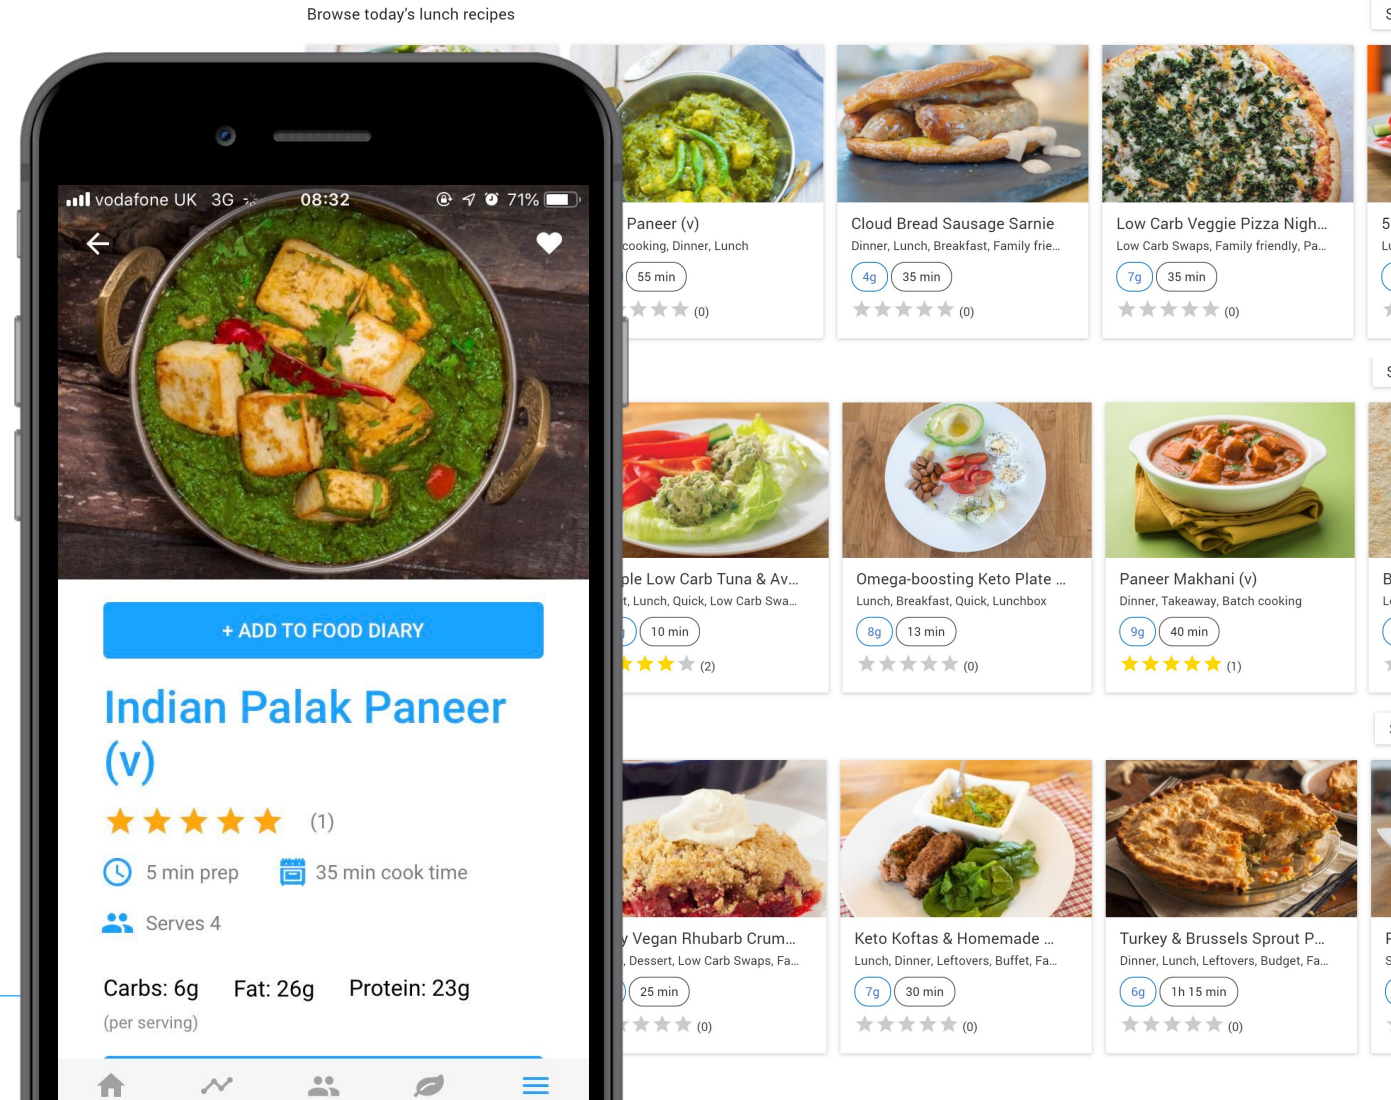 Browse today's lunch recipes
vodafone UK 3G 08:32 71%
+ ADD TO FOOD DIARY
Indian Palak Paneer
(v)
(1)
5 min prep 35 min cook time
Serves 4
Carbs: 6g Fat: 26g Protein: 23g
(per serving)
Paneer (v)
cooking, Dinner, Lunch
55 min
(0)
Cloud Bread Sausage Sarnie
Dinner, Lunch, Breakfast, Family frie...
4g 35 min
(0)
Low Carb Veggie Pizza Nigh...
Low Carb Swaps, Family friendly, Pa...
7g 35 min
(0)
ple Low Carb Tuna & Av...
t, Lunch, Quick, Low Carb Swa...
10 min
(2)
Omega-boosting Keto Plate ...
Lunch, Breakfast, Quick, Lunchbox
8g 13 min
(0)
Paneer Makhani (v)
Dinner, Takeaway, Batch cooking
9g 40 min
(1)
y Vegan Rhubarb Crum...
, Dessert, Low Carb Swaps, Fa...
25 min
(0)
Keto Koftas & Homemade ...
Lunch, Dinner, Leftovers, Buffet, Fa...
7g 30 min
(0)
Turkey & Brussels Sprout P...
Dinner, Lunch, Leftovers, Budget, Fa...
6g 1h 15 min
(0)